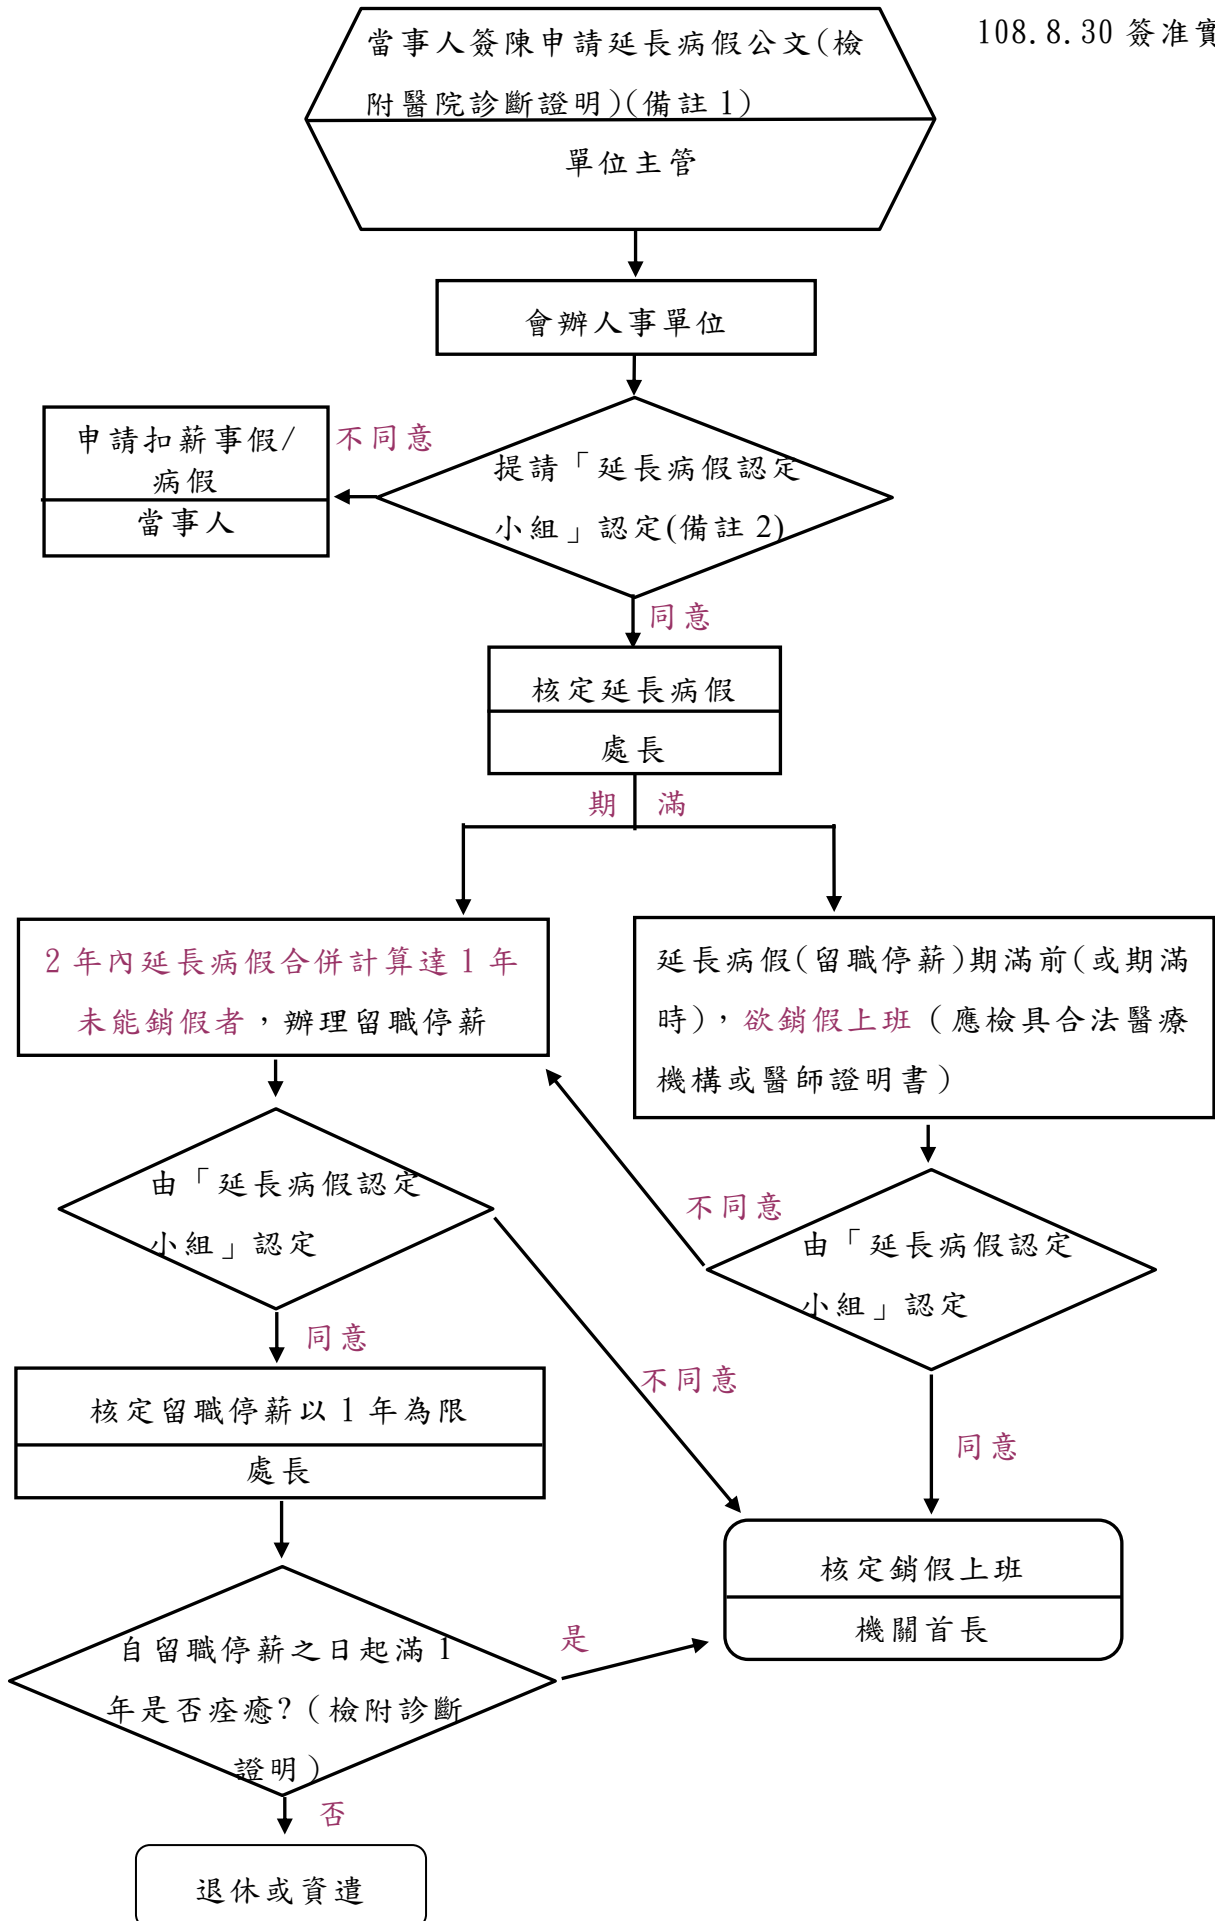 108.8.30 簽准實
當事人簽陳申請延長病假公文(檢
附醫院診斷證明)(備註 1)
單位主管
會辦人事單位
申請扣薪事假/
病假
當事人
不同意
提請「延長病假認定
小組」認定(備註 2)
同意
核定延長病假
處長
期 滿
2 年內延長病假合併計算達 1 年
未能銷假者，辦理留職停薪
延長病假(留職停薪)期滿前(或期滿
時)，欲銷假上班（應檢具合法醫療
機構或醫師證明書）
由「延長病假認定
小組」認定
不同意
由「延長病假認定
小組」認定
同意
不同意
同意
核定留職停薪以 1 年為限
處長
核定銷假上班
機關首長
自留職停薪之日起滿 1
年是否痊癒?（檢附診斷
證明）
是
否
退休或資遣